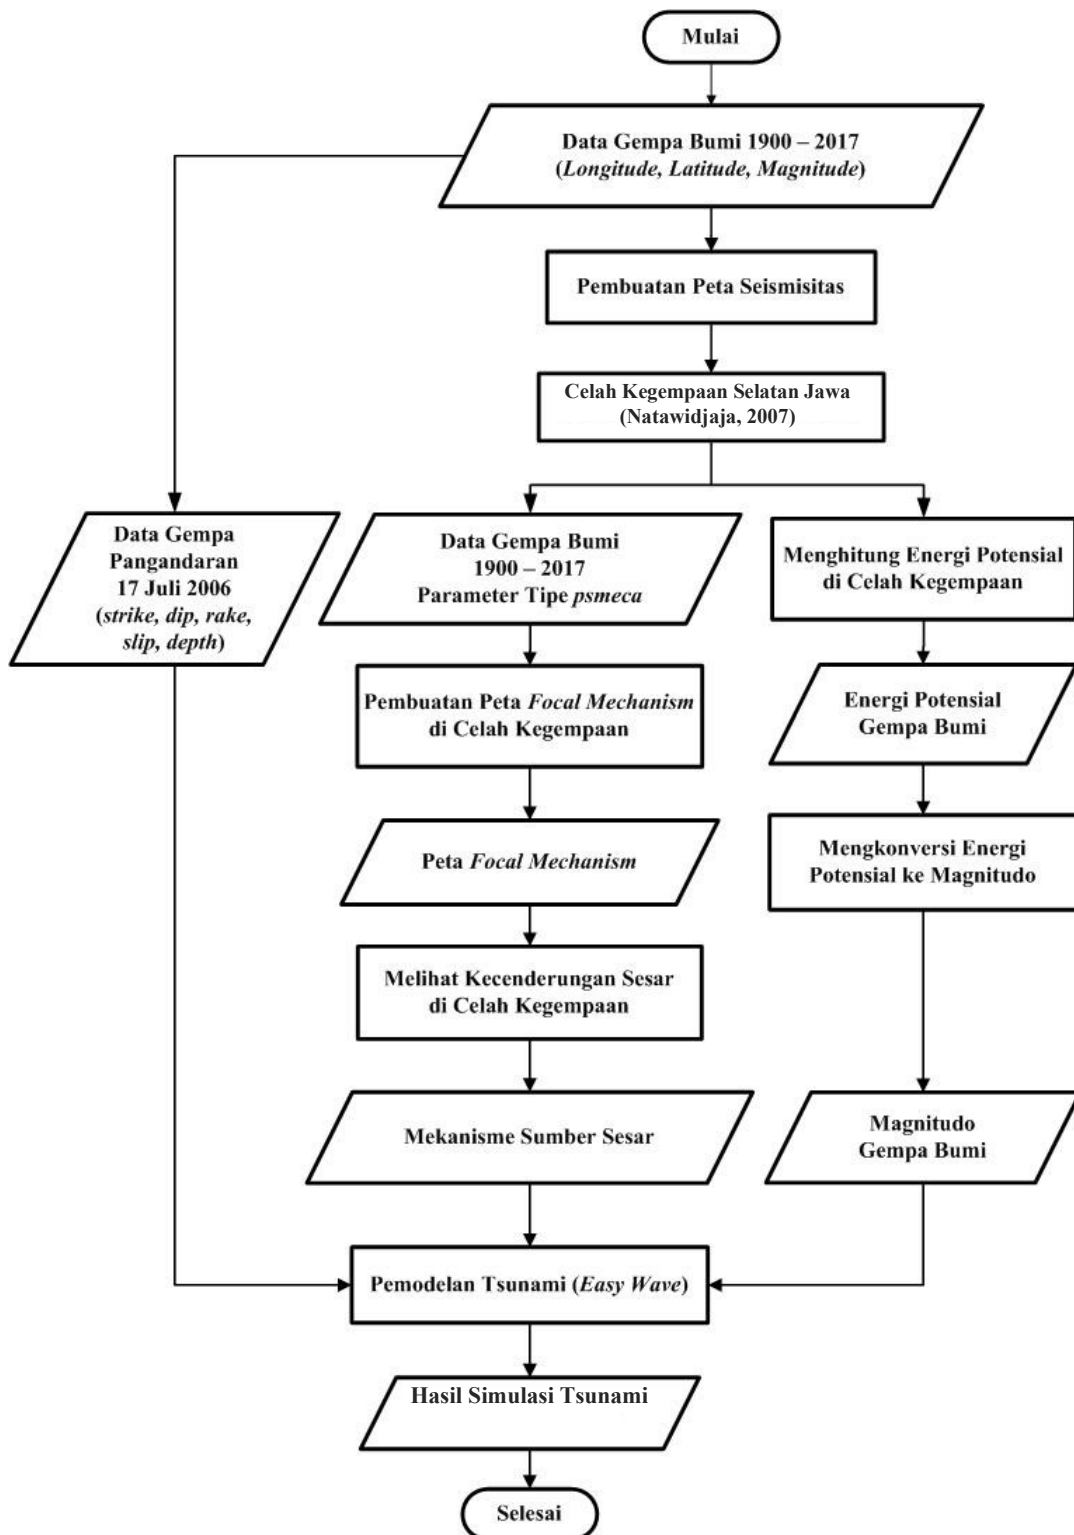 Mulai
Data Gempa Bumi 1900 – 2017
(Longitude, Latitude, Magnitude)
Pembuatan Peta Seismisitas
Celah Kegempaan Selatan Jawa
(Natawidjaja, 2007)
Data Gempa
Pangandaran
17 Juli 2006
(strike, dip, rake,
slip, depth)
Data Gempa Bumi
1900 – 2017
Parameter Tipe psmeca
Menghitung Energi Potensial
di Celah Kegempaan
Pembuatan Peta Focal Mechanism
di Celah Kegempaan
Energi Potensial
Gempa Bumi
Peta Focal Mechanism
Mengkonversi Energi
Potensial ke Magnitudo
Melihat Kecenderungan Sesar
di Celah Kegempaan
Mekanisme Sumber Sesar
Magnitudo
Gempa Bumi
Pemodelan Tsunami (Easy Wave)
Hasil Simulasi Tsunami
Selesai